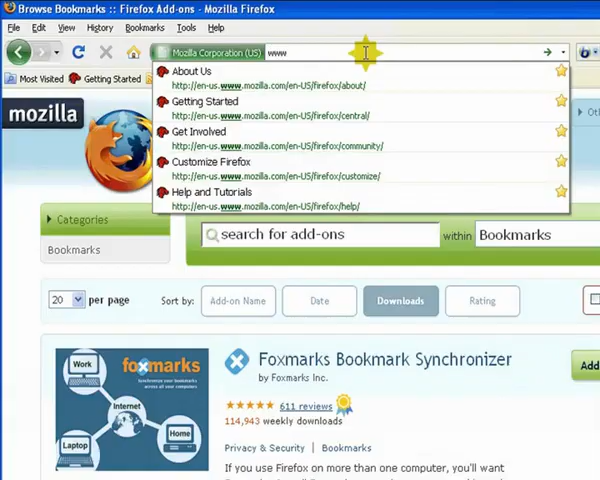 Browse Bookmarks :: Firefox Add-ons - Mozilla Firefox
File Edit View History Bookmarks Tools Help
Mozilla Corporation (US) www
Most Visited Getting Started
About Us
http://en-us.www.mozilla.com/en-US/firefox/about/
Getting Started
http://en-us.www.mozilla.com/en-US/firefox/central/
Get Involved
http://en-us.www.mozilla.com/en-US/firefox/community/
Customize Firefox
http://en-us.www.mozilla.com/en-US/firefox/customize/
Help and Tutorials
http://en-us.www.mozilla.com/en-US/firefox/help/
mozilla
Categories
Bookmarks
search for add-ons within Bookmarks
20 per page Sort by: Add-on Name Date Downloads Rating
Work
foxmarks
Internet
Home
Laptop
Foxmarks Bookmark Synchronizer
by Foxmarks Inc.
611 reviews
114,943 weekly downloads
Privacy & Security | Bookmarks
If you use Firefox on more than one computer, you'll want
Add